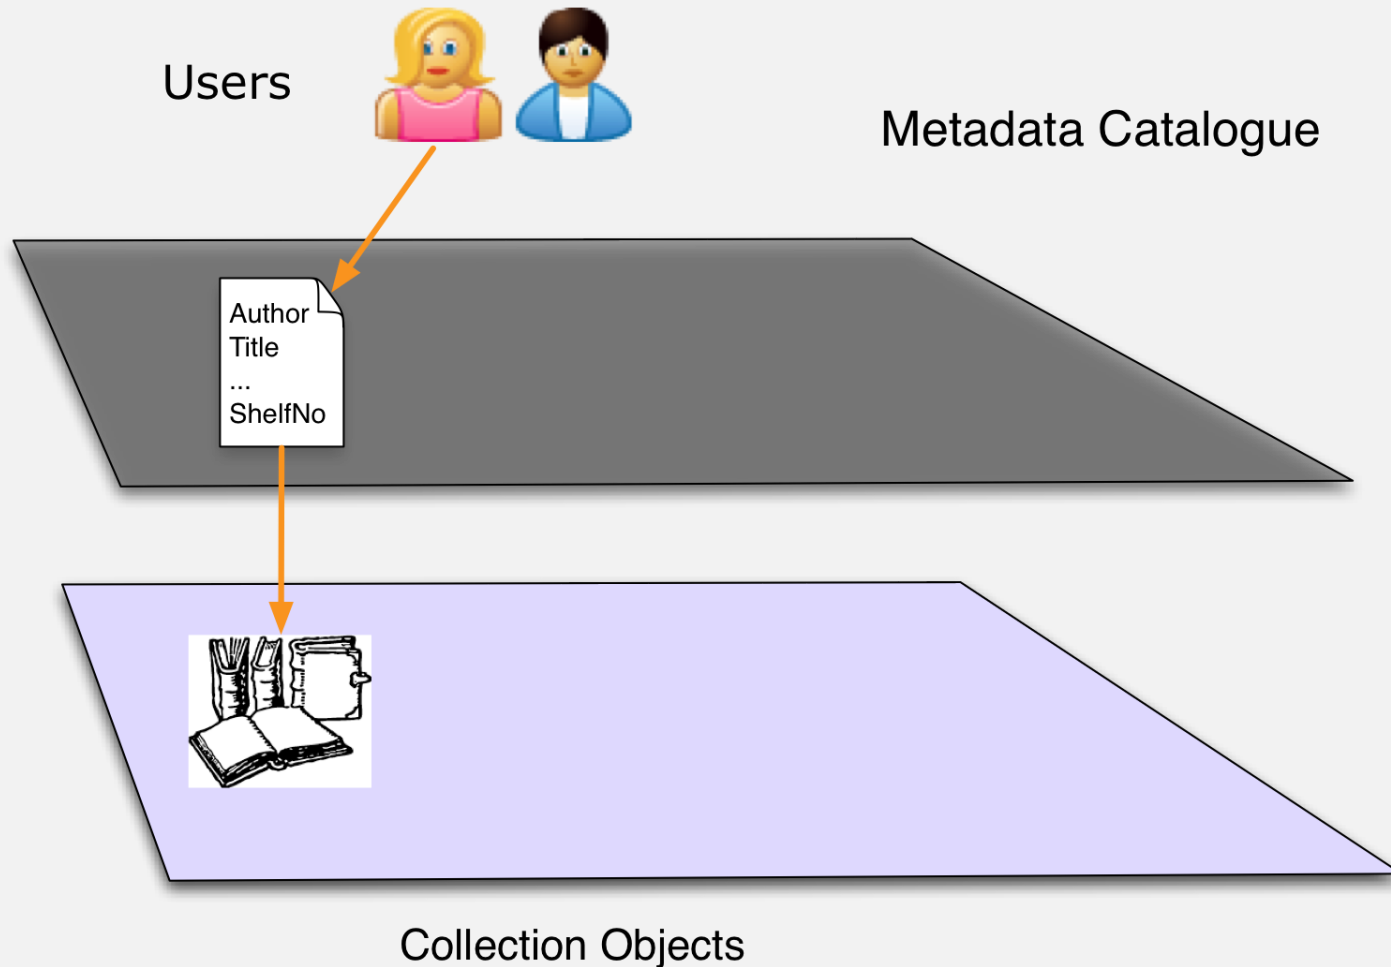 Users
Metadata Catalogue
Author
Title
...
ShelfNo
Collection Objects